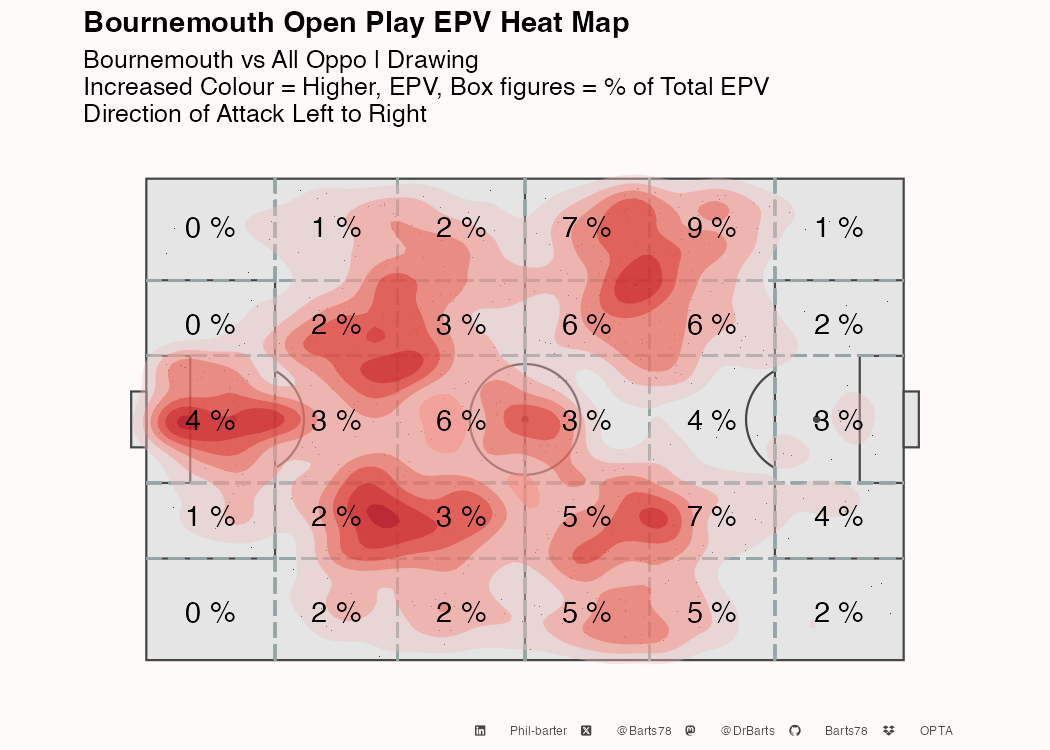 Bournemouth Open Play EPV Heat Map
Bournemouth vs All Oppo | Drawing
Increased Colour = Higher, EPV, Box figures = % of Total EPV
Direction of Attack Left to Right
0 % 1 % 2 % 7 % 9 % 1 %
0 % 2 % 3 % 6 % 6 % 2 %
4 % 3 % 6 % 3 % 4 % 8 %
1 % 2 % 3 % 5 % 7 % 4 %
0 % 2 % 2 % 5 % 5 % 2 %
Phil-barter @Barts78 @DrBarts Barts78 OPTA